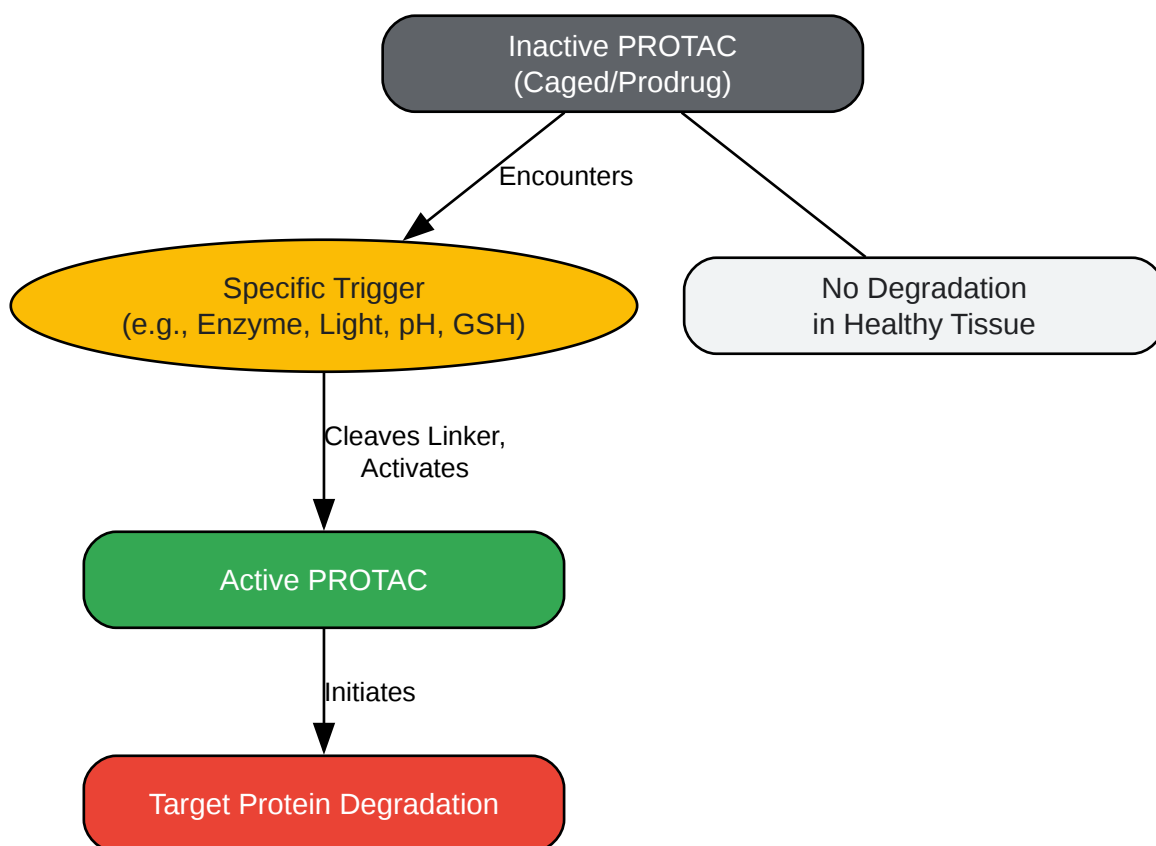 Inactive PROTAC
(Caged/Prodrug)
Encounters
Specific Trigger
(e.g., Enzyme, Light, pH, GSH)
No Degradation
in Healthy Tissue
Cleaves Linker,
Activates
Active PROTAC
Initiates
Target Protein Degradation